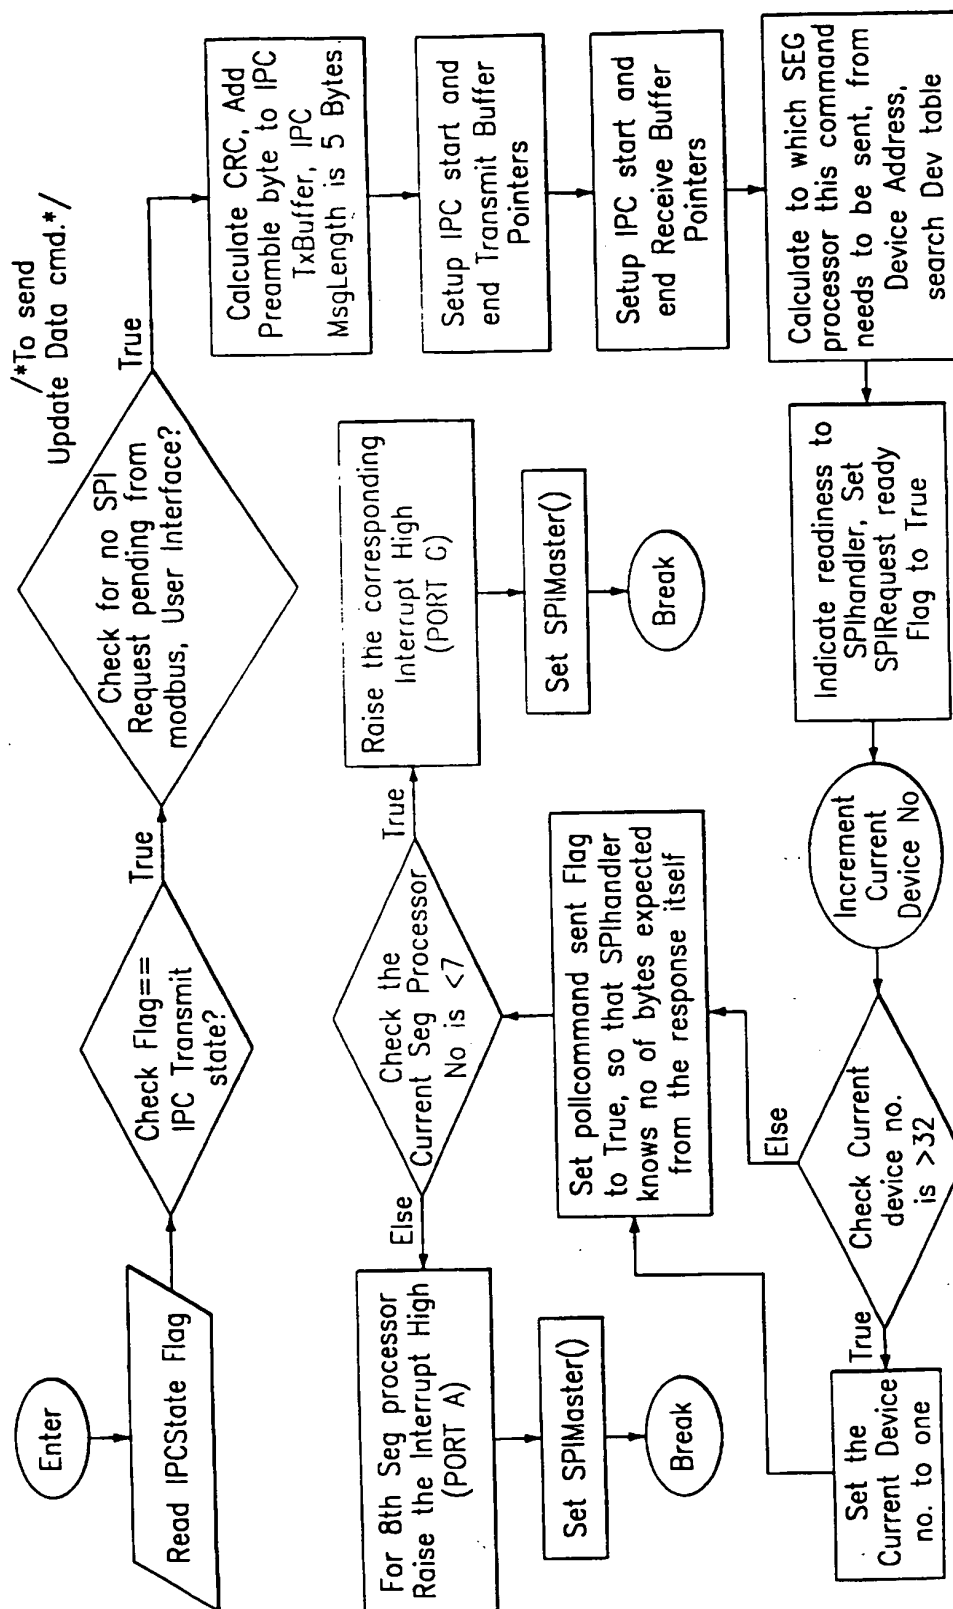 Enter
Read IPCState Flag
Check Flag==
IPC Transmit
state?
True
Check for no SPI
Request pending from
modbus, User Interface?
/*To send
Update Data cmd.*/
True
Calculate CRC, Add
Preamble byte to IPC
TxBuffer, IPC
MsgLength is 5 Bytes
Setup IPC start and
end Transmit Buffer
Pointers
Setup IPC start and
end Receive Buffer
Pointers
Calculate to which SEG
processor this command
needs to be sent, from
Device Address,
search Dev table
Indicate readiness to
SPIhandler, Set
SPIRequest ready
Flag to True
Increment
Current
Device No
Check Current
device no.
is >32
True
Set the
Current Device
no. to one
Else
Set pollcommand sent Flag
to True, so that SPIhandler
knows no of bytes expected
from the response itself
Check the
Current Seg Processor
No is <7
True
Raise the corresponding
Interrupt High
(PORT G)
Set SPIMaster()
Break
Else
For 8th Seg processor
Raise the Interrupt High
(PORT A)
Set SPIMaster()
Break